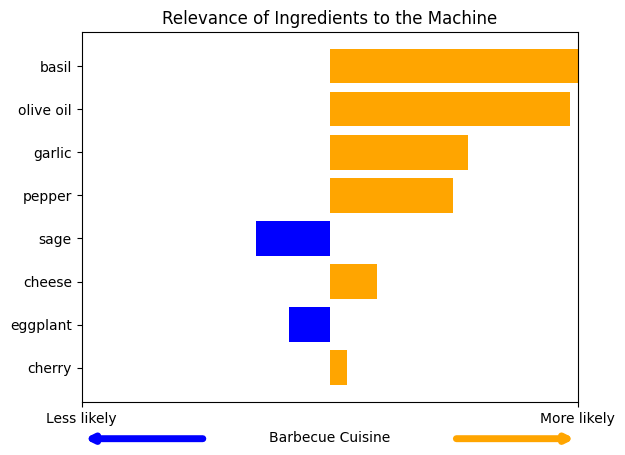 Relevance of Ingredients to the Machine
basil
olive oil
garlic
pepper
sage
cheese
eggplant
cherry
Less likely
More likely
Barbecue Cuisine